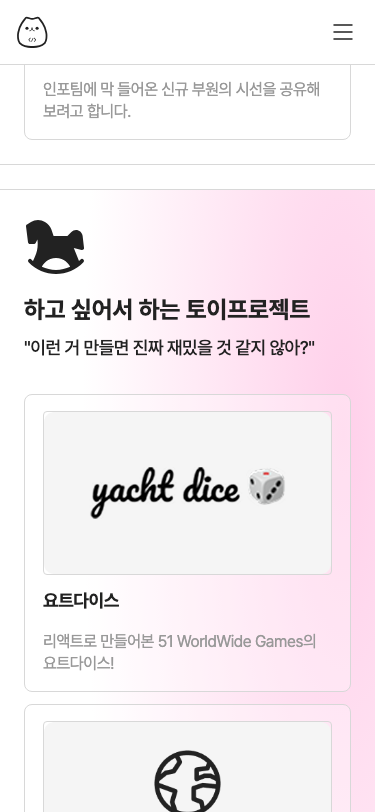 인포팀에 막 들어온 신규 부원의 시선을 공유해
보려고 합니다.
하고 싶어서 하는 토이프로젝트
"이런 거 만들면 진짜 재밌을 것 같지 않아?"
yacht dice
요트다이스
리액트로 만들어본 51 WorldWide Games의
요트다이스!